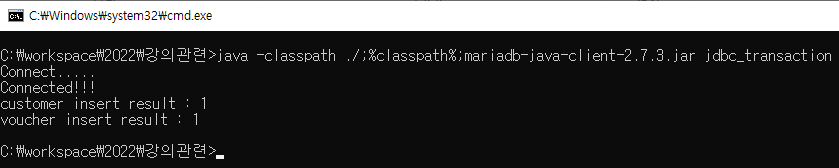 C:\Windows\system32\cmd.exe
C:₩workspace₩2022₩강의관련>java -classpath ./;%classpath%;mariadb-java-client-2.7.3.jar jdbc_transaction
Connect.....
Connected!!!
customer insert result : 1
voucher insert result : 1
C:₩workspace₩2022₩강의관련>